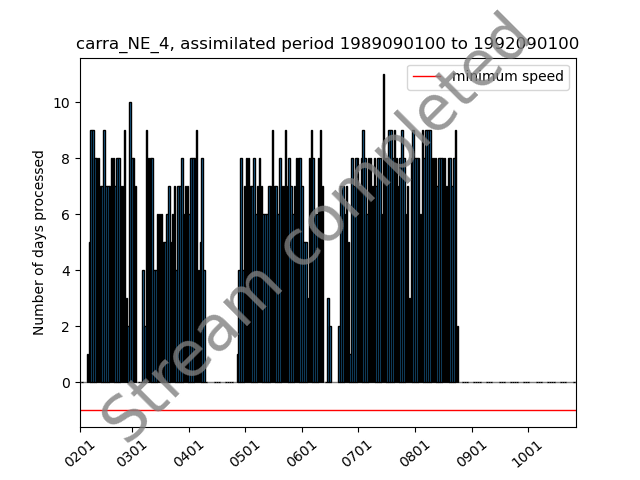 carra_NE_4, assimilated period 1989090100 to 1992090100
minimum speed
Stream completed
Number of days processed
10
8
6
4
2
0
0201 0301 0401 0501 0601 0701 0801 0901 1001